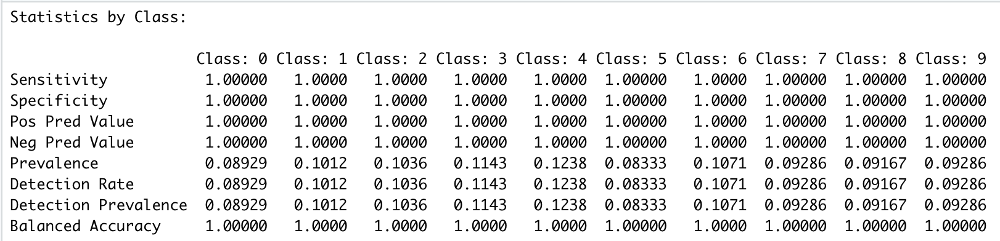 Statistics by Class:

                     Class: 0 Class: 1 Class: 2 Class: 3 Class: 4 Class: 5 Class: 6 Class: 7 Class: 8 Class: 9
Sensitivity           1.00000   1.0000   1.0000   1.0000   1.0000  1.00000   1.0000  1.00000  1.00000  1.00000
Specificity           1.00000   1.0000   1.0000   1.0000   1.0000  1.00000   1.0000  1.00000  1.00000  1.00000
Pos Pred Value        1.00000   1.0000   1.0000   1.0000   1.0000  1.00000   1.0000  1.00000  1.00000  1.00000
Neg Pred Value        1.00000   1.0000   1.0000   1.0000   1.0000  1.00000   1.0000  1.00000  1.00000  1.00000
Prevalence            0.08929   0.1012   0.1036   0.1143   0.1238  0.08333   0.1071  0.09286  0.09167  0.09286
Detection Rate        0.08929   0.1012   0.1036   0.1143   0.1238  0.08333   0.1071  0.09286  0.09167  0.09286
Detection Prevalence  0.08929   0.1012   0.1036   0.1143   0.1238  0.08333   0.1071  0.09286  0.09167  0.09286
Balanced Accuracy     1.00000   1.0000   1.0000   1.0000   1.0000  1.00000   1.0000  1.00000  1.00000  1.00000